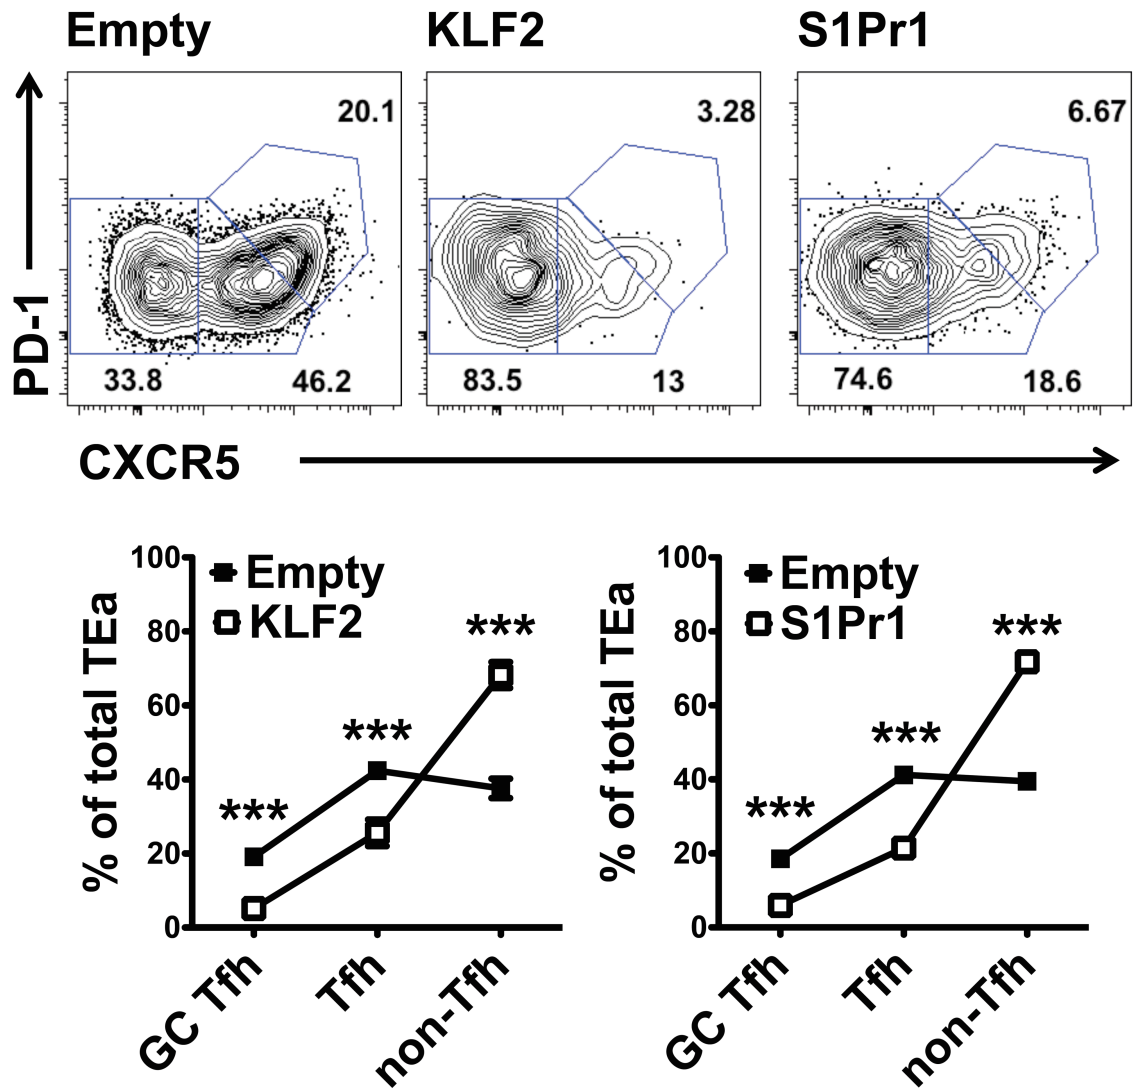 Empty KLF2 S1Pr1
20.1 3.28 6.67
PD-1
33.8 46.2 83.5 13 74.6 18.6
CXCR5
% of total TEa
100
80
60
40
20
0
Empty
KLF2
***
***
***
GC Tfh
Tfh
non-Tfh
% of total TEa
100
80
60
40
20
0
Empty
S1Pr1
***
***
***
GC Tfh
Tfh
non-Tfh